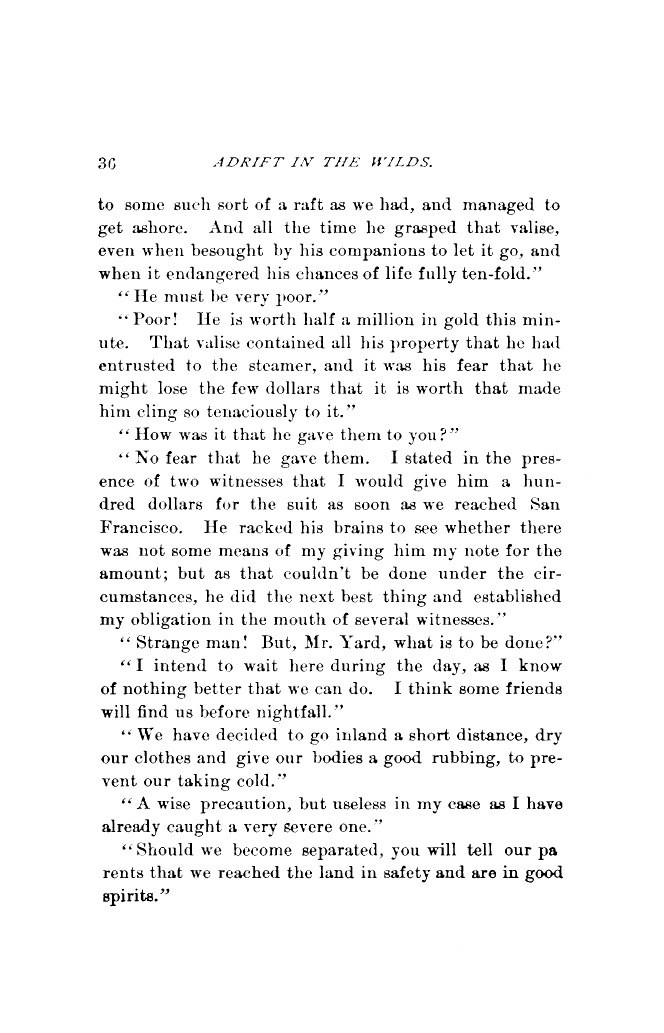 36 ADRIFT IN THE WILDS.
to some such sort of a raft as we had, and managed to
get ashore. And all the time he grasped that valise,
even when besought by his companions to let it go, and
when it endangered his chances of life fully ten-fold.”
“He must be very poor.”
“Poor! He is worth half a million in gold this min-
ute. That valise contained all his property that he had
entrusted to the steamer, and it was his fear that he
might lose the few dollars that it is worth that made
him cling so tenaciously to it.”
“How was it that he gave them to you?”
“No fear that he gave them. I stated in the pres-
ence of two witnesses that I would give him a hun-
dred dollars for the suit as soon as we reached San
Francisco. He racked his brains to see whether there
was not some means of my giving him my note for the
amount; but as that couldn't be done under the cir-
cumstances, he did the next best thing and established
my obligation in the mouth of several witnesses.”
“Strange man! But, Mr. Yard, what is to be done?”
“I intend to wait here during the day, as I know
of nothing better that we can do. I think some friends
will find us before nightfall.”
“We have decided to go inland a short distance, dry
our clothes and give our bodies a good rubbing, to pre-
vent our taking cold.”
“A wise precaution, but useless in my case as I have
already caught a very severe one.”
“Should we become separated, you will tell our pa
rents that we reached the land in safety and are in good
spirits.”